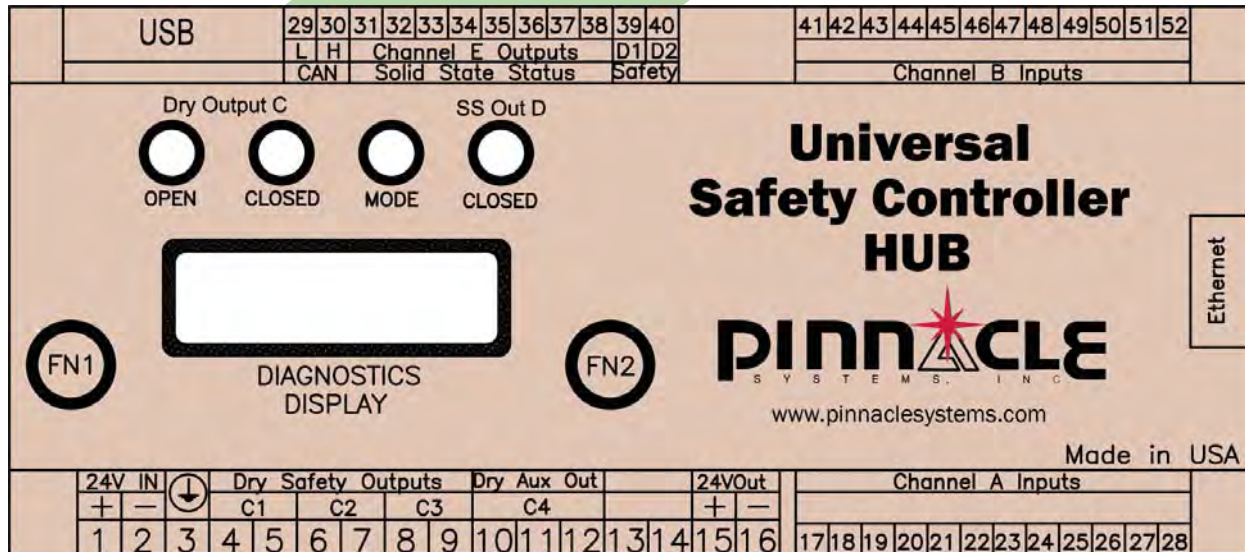 USB
29 30 31 32 33 34 35 36 37 38 39 40
41 42 43 44 45 46 47 48 49 50 51 52
L H Channel E Outputs D1 D2
CAN Solid State Status Safety
Channel B Inputs
Dry Output C
SS Out D
OPEN CLOSED MODE CLOSED
Universal
Safety Controller
HUB
Ethernet
FN1
DIAGNOSTICS
DISPLAY
FN2
PINNACLE
SYSTEMS, INC
www.pinnaclesystems.com
Made in USA
24V IN Dry Safety Outputs Dry Aux Out 24VOut
Channel A Inputs
+ - C1 C2 C3 C4 + -
1 2 3 4 5 6 7 8 9 10 11 12 13 14 15 16
17 18 19 20 21 22 23 24 25 26 27 28